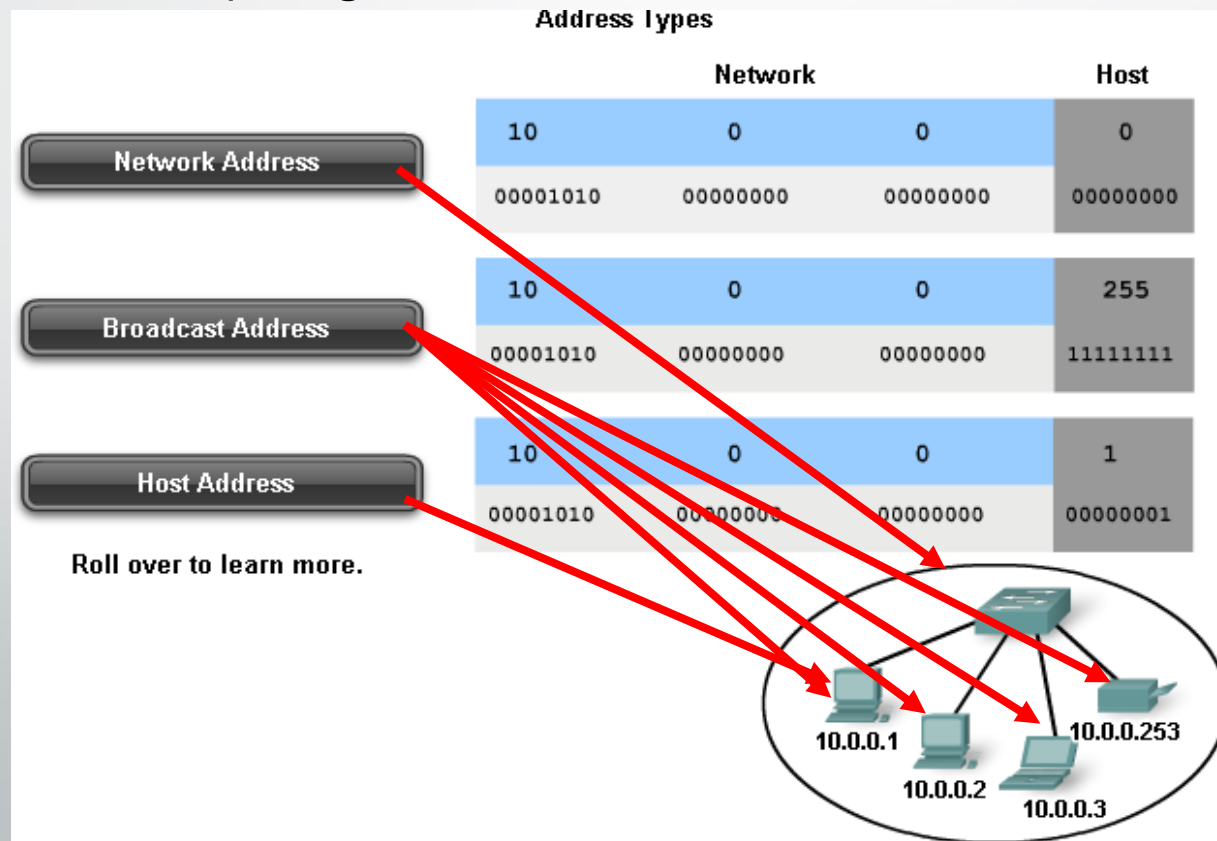 Address Types
Network Host
10 0 0 0
Network Address
00001010 00000000 00000000 00000000
10 0 0 255
Broadcast Address
00001010 00000000 00000000 11111111
10 0 0 1
Host Address
00001010 00000000 00000000 00000001
Roll over to learn more.
10.0.0.1
10.0.0.253
10.0.0.2
10.0.0.3